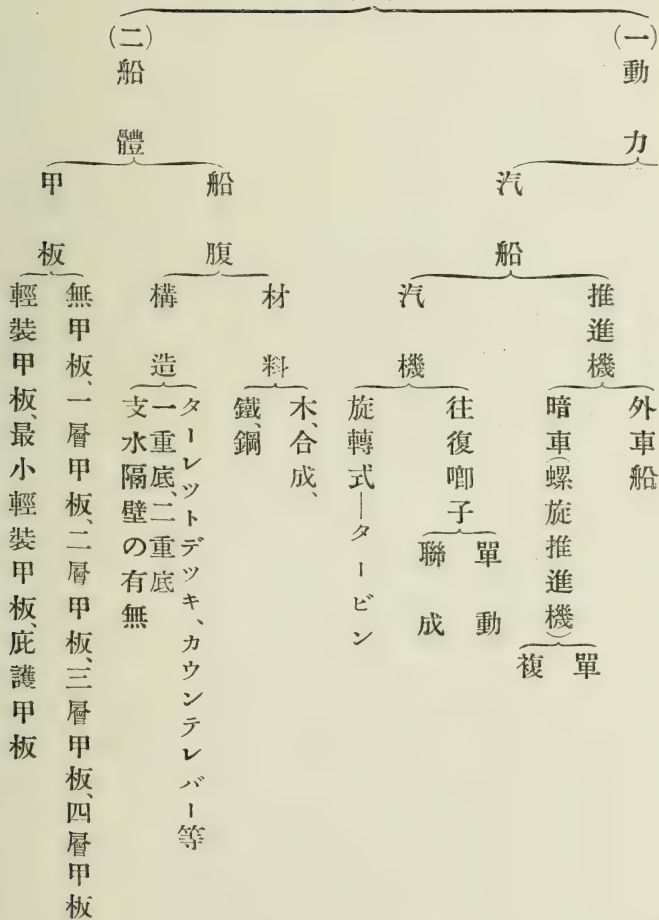 (一)動力
汽船
推進機
外車船
暗車(螺旋推進機)
單
複
汽機
往復喞子
單動
聯成
旋轉式―タービン
(二)船體
船腹
材料
木、合成、
鐵、鋼
構造
ターレットデツキ、カウンテレバー等
一重底、二重底
支水隔壁の有無
甲板
無甲板、一層甲板、二層甲板、三層甲板、四層甲板
輕裝甲板、最小輕裝甲板、庇護甲板